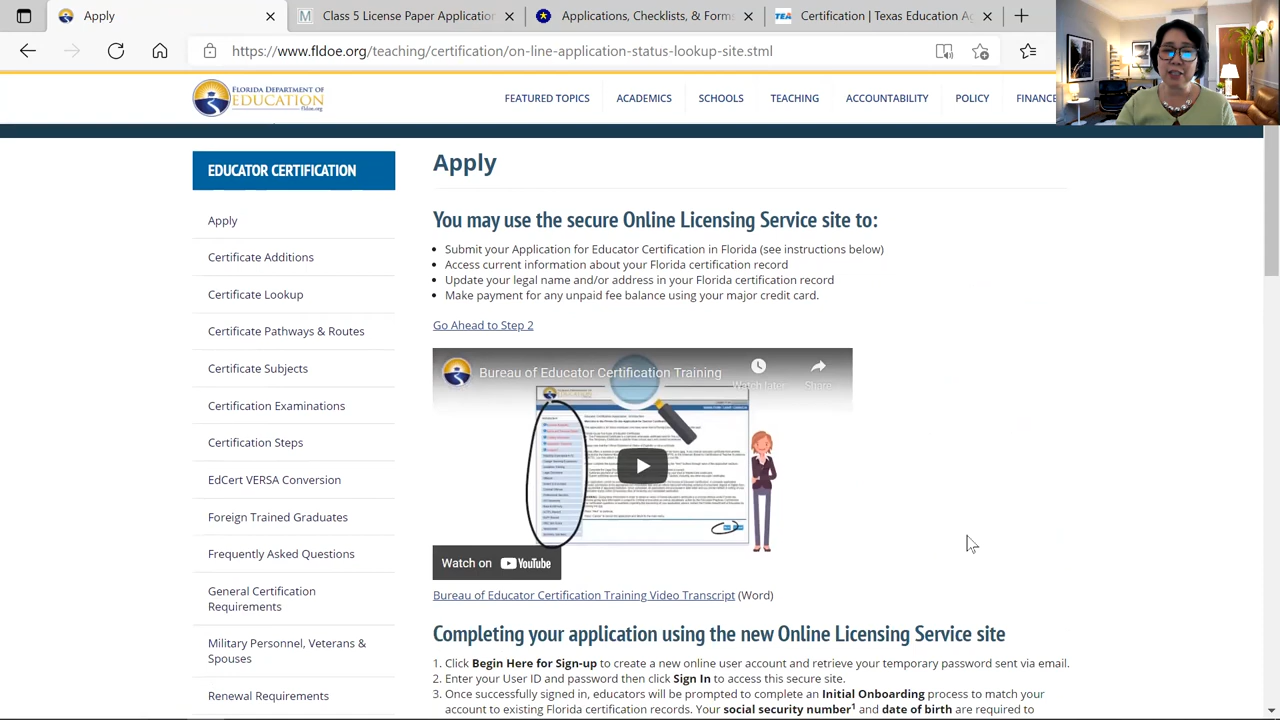 Apply
Class 5 License Paper Applicati
Applications, Checklists, & Forms
Certification | Texas Education Ag
https://www.fldoe.org/teaching/certification/on-line-application-status-lookup-site.stml
FLORIDA DEPARTMENT OF
EDUCATION
fldoe.org
FEATURED TOPICS
ACADEMICS
SCHOOLS
TEACHING
ACCOUNTABILITY
POLICY
FINANCE
EDUCATOR CERTIFICATION
Apply
Certificate Additions
Certificate Lookup
Certificate Pathways & Routes
Certificate Subjects
Certification Examinations
Certification Steps
EdCert VERSA Conversion
Foreign Trained Graduates
Frequently Asked Questions
General Certification
Requirements
Military Personnel, Veterans &
Spouses
Renewal Requirements
Apply
You may use the secure Online Licensing Service site to:
• Submit your Application for Educator Certification in Florida (see instructions below)
• Access current information about your Florida certification record
• Update your legal name and/or address in your Florida certification record
• Make payment for any unpaid fee balance using your major credit card.
Go Ahead to Step 2
Bureau of Educator Certification Training
Watch later
Share
Watch on YouTube
Bureau of Educator Certification Training Video Transcript (Word)
Completing your application using the new Online Licensing Service site
1. Click Begin Here for Sign-up to create a new online user account and retrieve your temporary password sent via email.
2. Enter your User ID and password then click Sign In to access this secure site.
3. Once successfully signed in, educators will be prompted to complete an Initial Onboarding process to match your
account to existing Florida certification records. Your social security number¹ and date of birth are required to